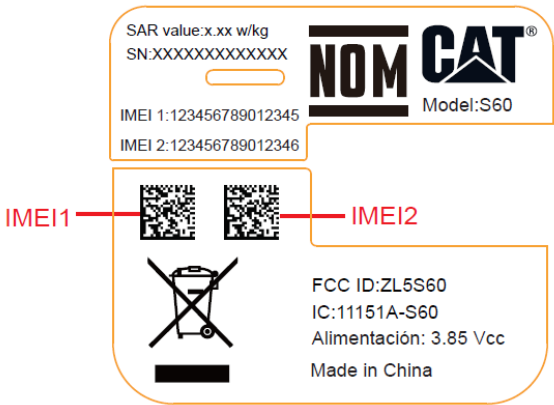 SAR value:x.xx w/kg
SN:XXXXXXXXXXXXX
IMEI 1:123456789012345
IMEI 2:123456789012346
NOM
CAT®
Model:S60
IMEI1
IMEI2
FCC ID:ZL5S60
IC:11151A-S60
Alimentación: 3.85 Vcc
Made in China